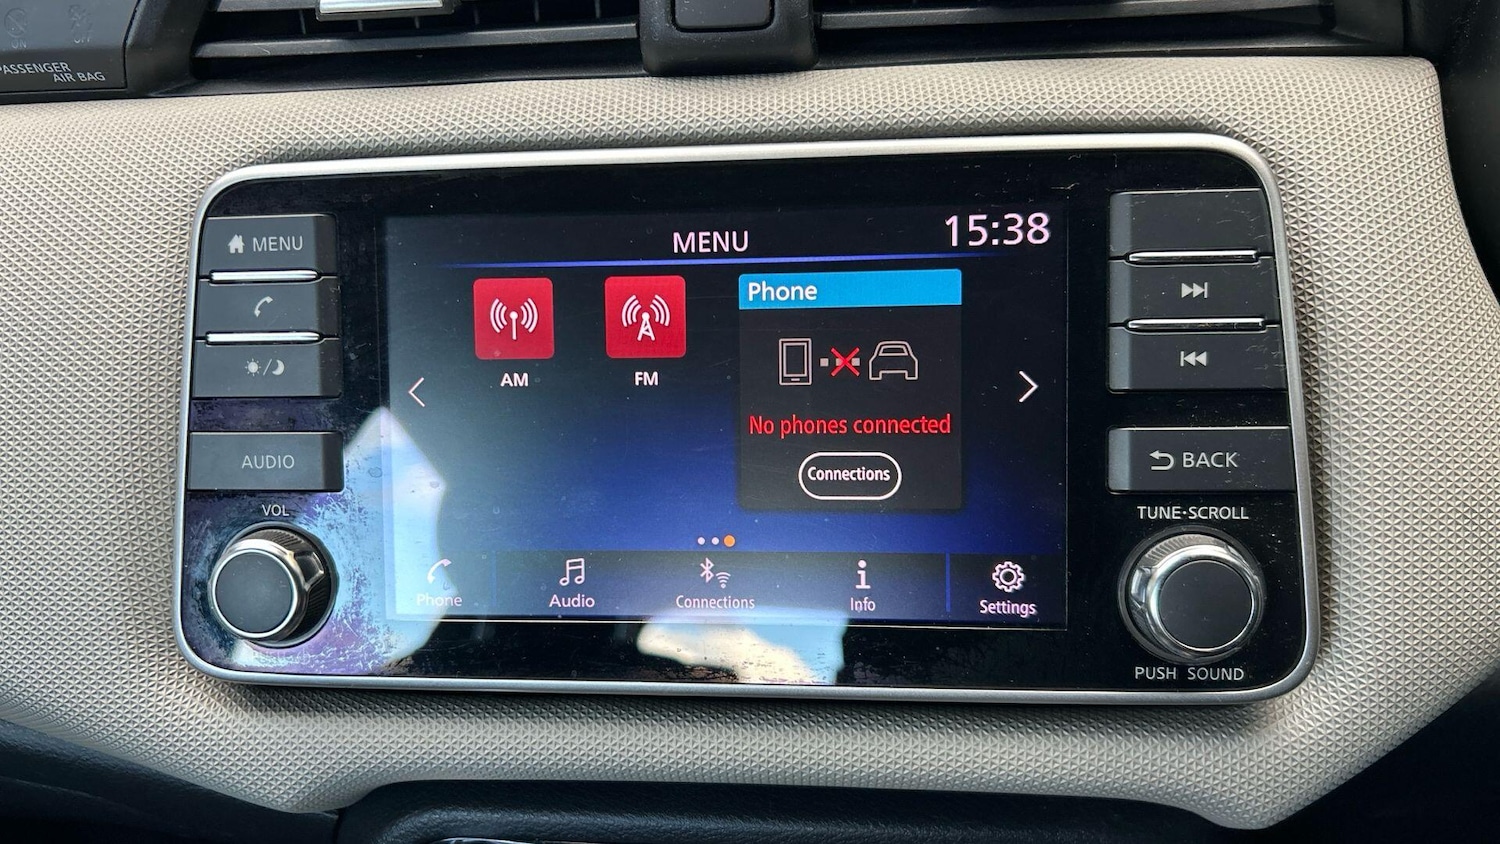 PASSENGER
AIR BAG
MENU
AUDIO
VOL
MENU
15:38
AM
FM
Phone
No phones connected
Connections
Phone
Audio
Connections
Info
Settings
BACK
TUNE·SCROLL
PUSH SOUND